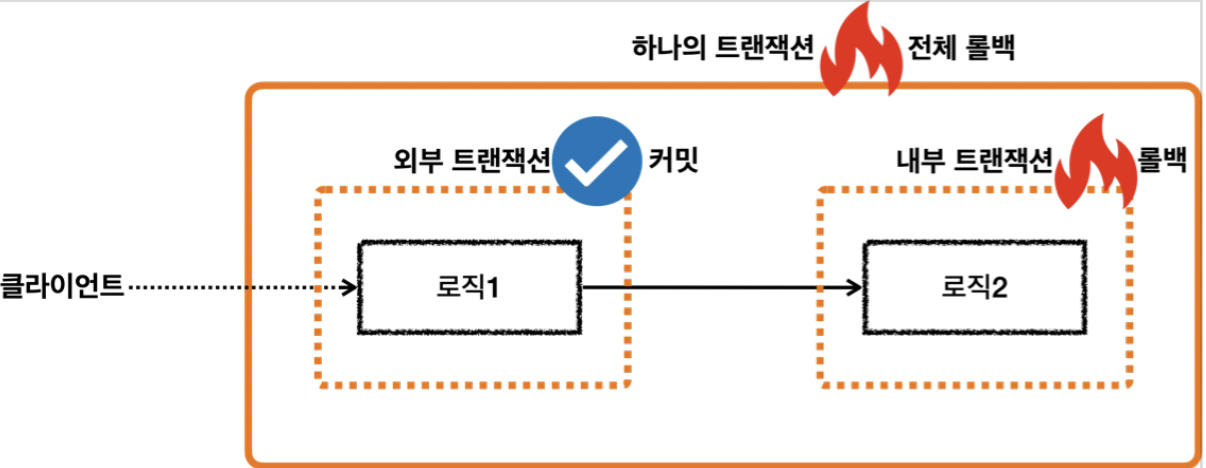 하나의 트랜잭션 전체 롤백
외부 트랜잭션 커밋
내부 트랜잭션 롤백
클라이언트
로직1
로직2